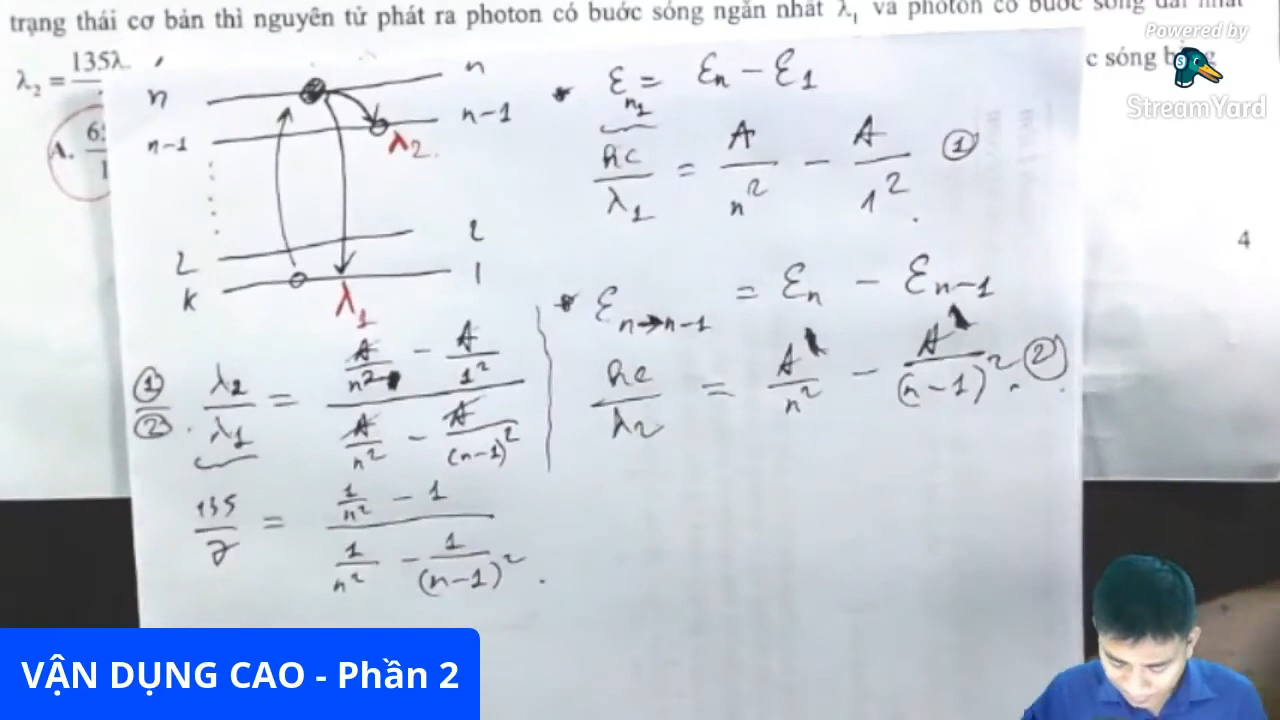 trạng thái cơ bản thì nguyên tử phát ra photon có bước sóng ngắn nhất λ₁ và photon có bước sóng dài nhất
λ₂ = 135λ
c sóng
Powered by
StreamYard
A.
4
n n
n-1 n-1
λ₂.
2 2
K 1
λ₁
* ε = εn - ε1
n1
hc/λ₁ = A/n² - A/1² ①
* ε n→n-1 = εn - εn-1
hc/λ₂ = A/n² - A/(n-1)² ②
①/② . λ₂/λ₁ = (A/n² - A/1²)/(A/n² - A/(n-1)²)
135/7 = (1/n² - 1)/(1/n² - 1/(n-1)²).
VẬN DỤNG CAO - Phần 2